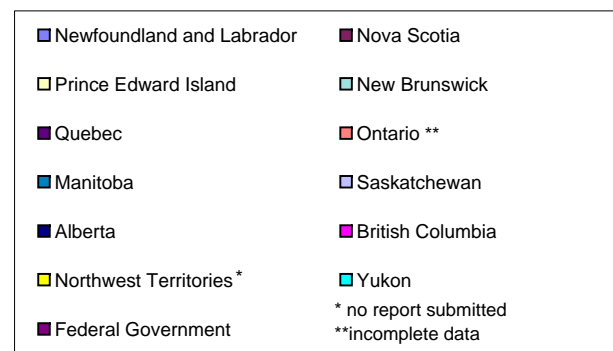 Newfoundland and Labrador Nova Scotia
Prince Edward Island New Brunswick
Quebec Ontario **
Manitoba Saskatchewan
Alberta British Columbia
Northwest Territories* Yukon
* no report submitted
Federal Government **incomplete data